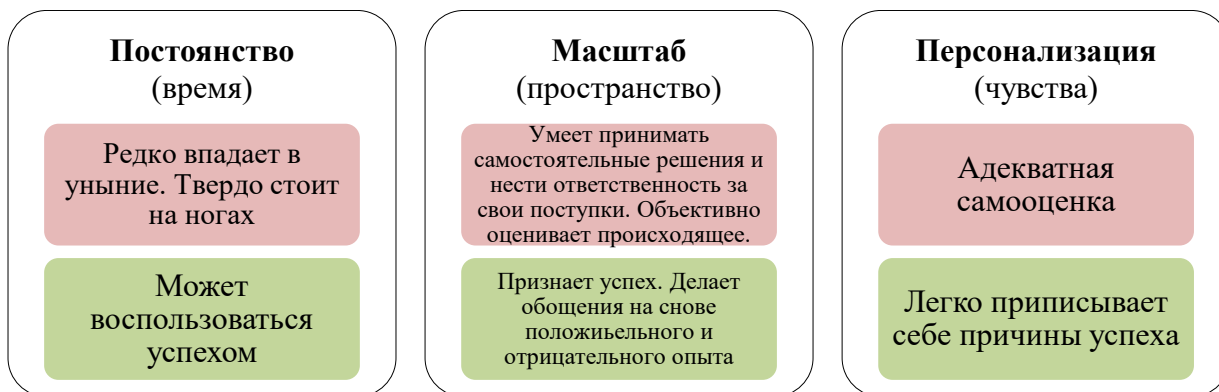 Постоянство
(время)
Редко впадает в
уныние. Твердо стоит
на ногах
Может
воспользоваться
успехом
Масштаб
(пространство)
Умеет принимать
самостоятельные решения и
нести ответственность за
свои поступки. Объективно
оценивает происходящее.
Признает успех. Делает
обощения на снове
положиьельного и
отрицательного опыта
Персонализация
(чувства)
Адекватная
самооценка
Легко приписывает
себе причины успеха